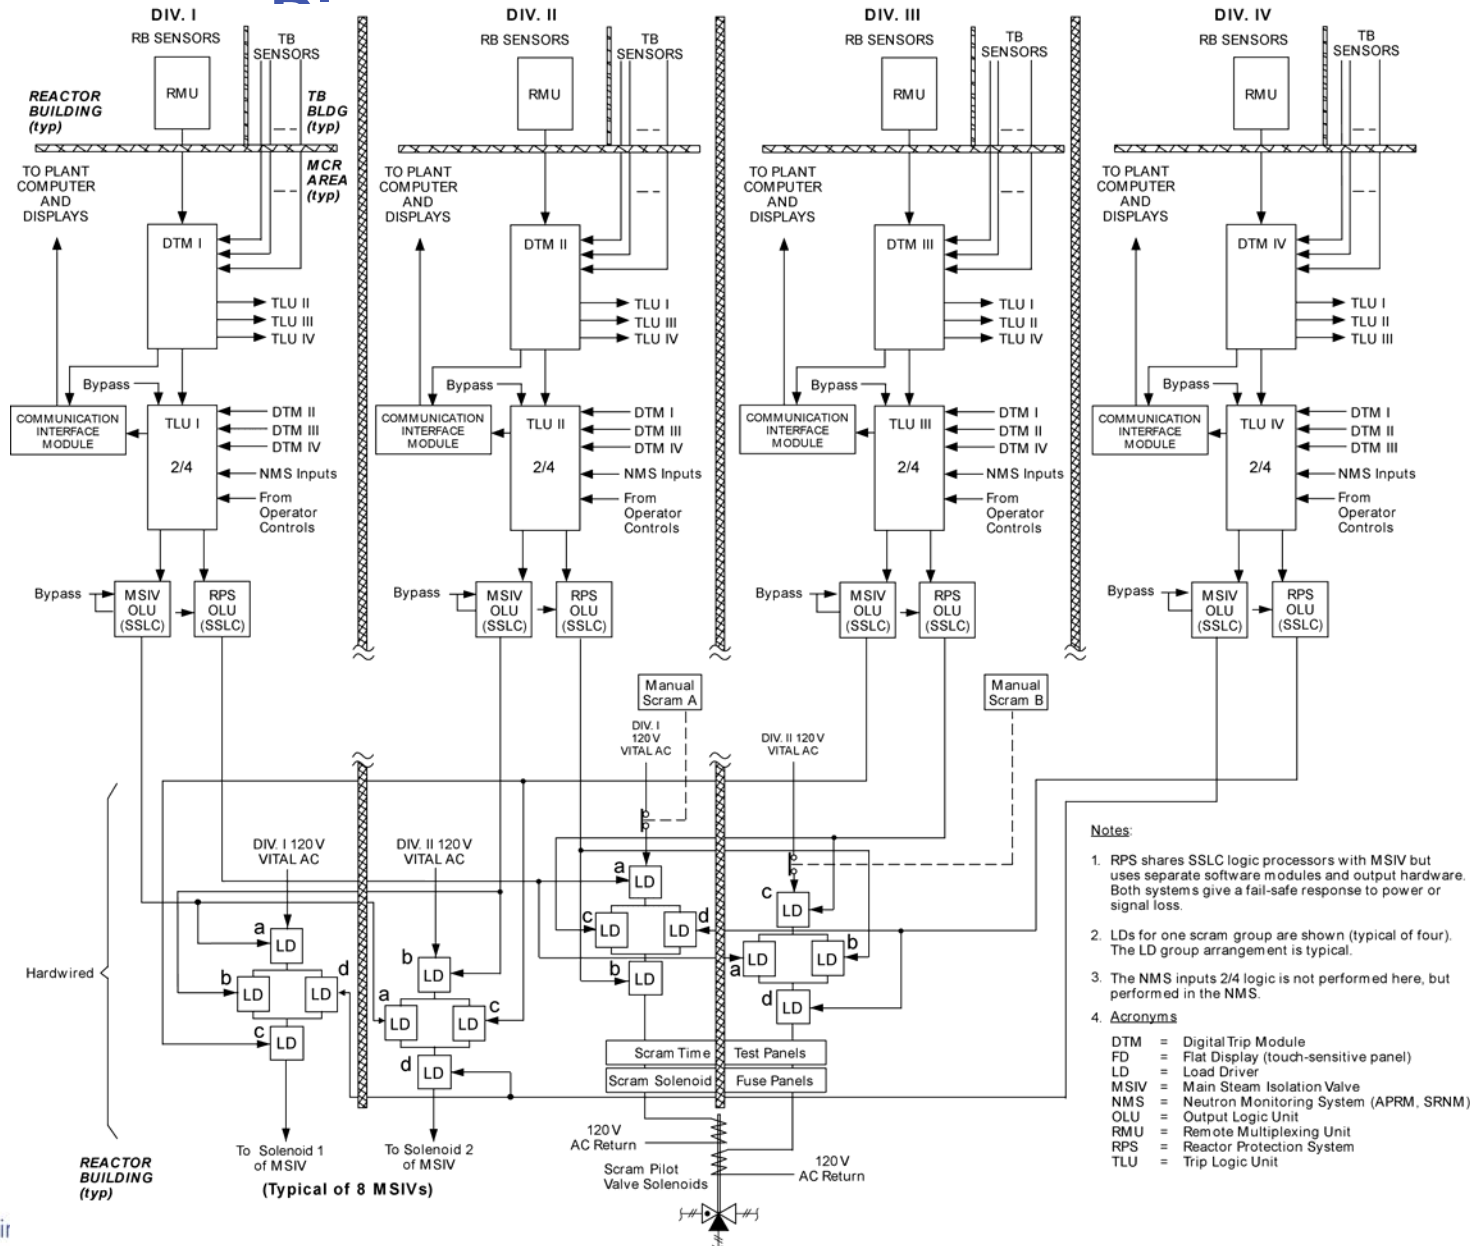 DIV. I
RB SENSORS
TB
SENSORS
RMU
REACTOR
BUILDING
(typ)
TB
BLDG
(typ)
MCR
AREA
(typ)
TO PLANT
COMPUTER
AND
DISPLAYS
DTM I
TLU II
TLU III
TLU IV
Bypass
COMMUNICATION
INTERFACE
MODULE
TLU I
2/4
DTM II
DTM III
DTM IV
NMS Inputs
From
Operator
Controls
Bypass
MSIV
OLU
(SSLC)
RPS
OLU
(SSLC)
DIV. II
RB SENSORS
TB
SENSORS
RMU
TO PLANT
COMPUTER
AND
DISPLAYS
DTM II
TLU I
TLU III
TLU IV
Bypass
COMMUNICATION
INTERFACE
MODULE
TLU II
2/4
DTM I
DTM III
DTM IV
NMS Inputs
From
Operator
Controls
Bypass
MSIV
OLU
(SSLC)
RPS
OLU
(SSLC)
DIV. III
RB SENSORS
TB
SENSORS
RMU
TO PLANT
COMPUTER
AND
DISPLAYS
DTM III
TLU I
TLU II
TLU IV
Bypass
COMMUNICATION
INTERFACE
MODULE
TLU III
2/4
DTM I
DTM II
DTM IV
NMS Inputs
From
Operator
Controls
Bypass
MSIV
OLU
(SSLC)
RPS
OLU
(SSLC)
DIV. IV
RB SENSORS
TB
SENSORS
RMU
TO PLANT
COMPUTER
AND
DISPLAYS
DTM IV
TLU I
TLU II
TLU III
Bypass
COMMUNICATION
INTERFACE
MODULE
TLU IV
2/4
DTM I
DTM II
DTM III
NMS Inputs
From
Operator
Controls
Bypass
MSIV
OLU
(SSLC)
RPS
OLU
(SSLC)
Manual
Scram A
Manual
Scram B
DIV. I
120 V
VITAL AC
DIV. II 120 V
VITAL AC
DIV. I 120 V
VITAL AC
DIV. II 120 V
VITAL AC
Hardwired
a
LD
b
LD
d
LD
c
LD
To Solenoid 1
of MSIV
b
LD
a
LD
c
LD
d
LD
To Solenoid 2
of MSIV
(Typical of 8 MSIVs)
REACTOR
BUILDING
(typ)
a
LD
c
LD
d
LD
b
LD
c
LD
a
LD
b
LD
d
LD
Scram Time Test Panels
Scram Solenoid Fuse Panels
120 V
AC Return
Scram Pilot
Valve Solenoids
120 V
AC Return
Notes:
1. RPS shares SSLC logic processors with MSIV but
uses separate software modules and output hardware.
Both systems give a fail-safe response to power or
signal loss.
2. LDs for one scram group are shown (typical of four).
The LD group arrangement is typical.
3. The NMS inputs 2/4 logic is not performed here, but
performed in the NMS.
4. Acronyms
DTM = Digital Trip Module
FD = Flat Display (touch-sensitive panel)
LD = Load Driver
MSIV = Main Steam Isolation Valve
NMS = Neutron Monitoring System (APRM, SRNM)
OLU = Output Logic Unit
RMU = Remote Multiplexing Unit
RPS = Reactor Protection System
TLU = Trip Logic Unit